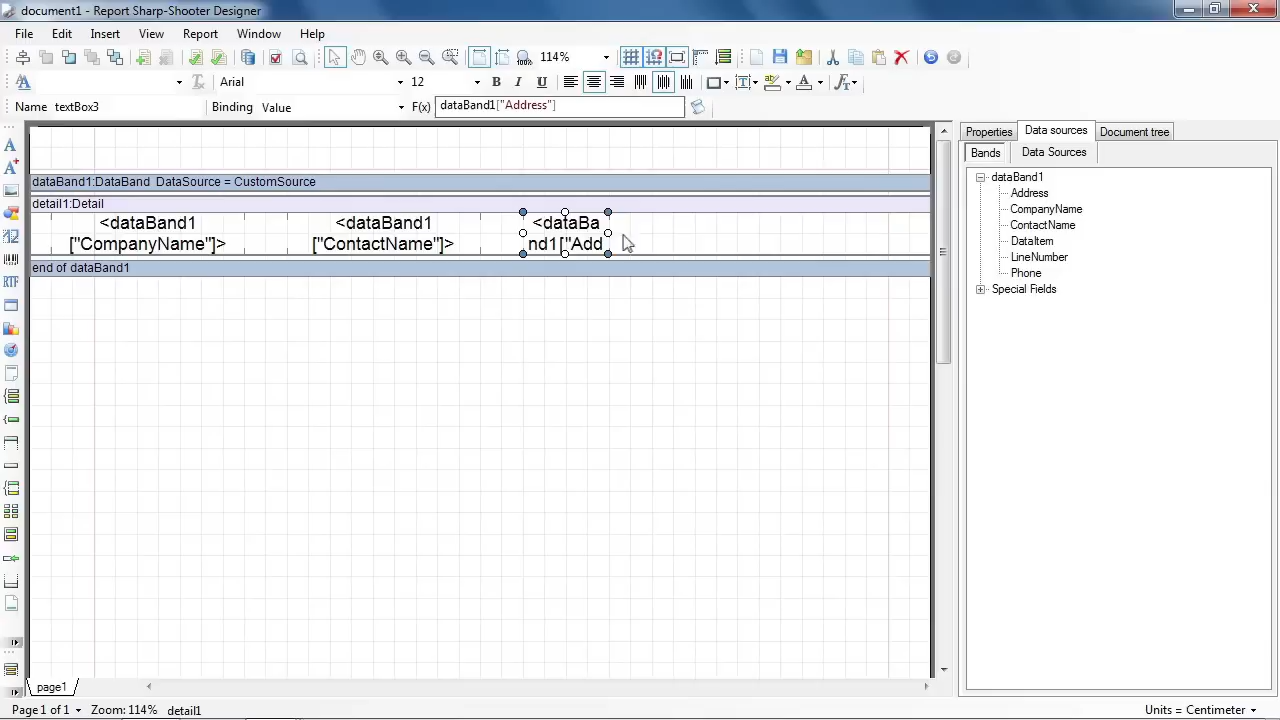 document1 - Report Sharp-Shooter Designer
File Edit Insert View Report Window Help
114%
Arial 12 B I U
Name textBox3 Binding Value F(x) dataBand1["Address"]
Properties Data sources Document tree
Bands Data Sources
dataBand1:DataBand DataSource = CustomSource
detail1:Detail
<dataBand1
["CompanyName"]>
<dataBand1
["ContactName"]>
<dataBa
nd1["Add
end of dataBand1
dataBand1
Address
CompanyName
ContactName
DataItem
LineNumber
Phone
Special Fields
RTF
page1
Page1 of 1 Zoom: 114% detail1 Units = Centimeter